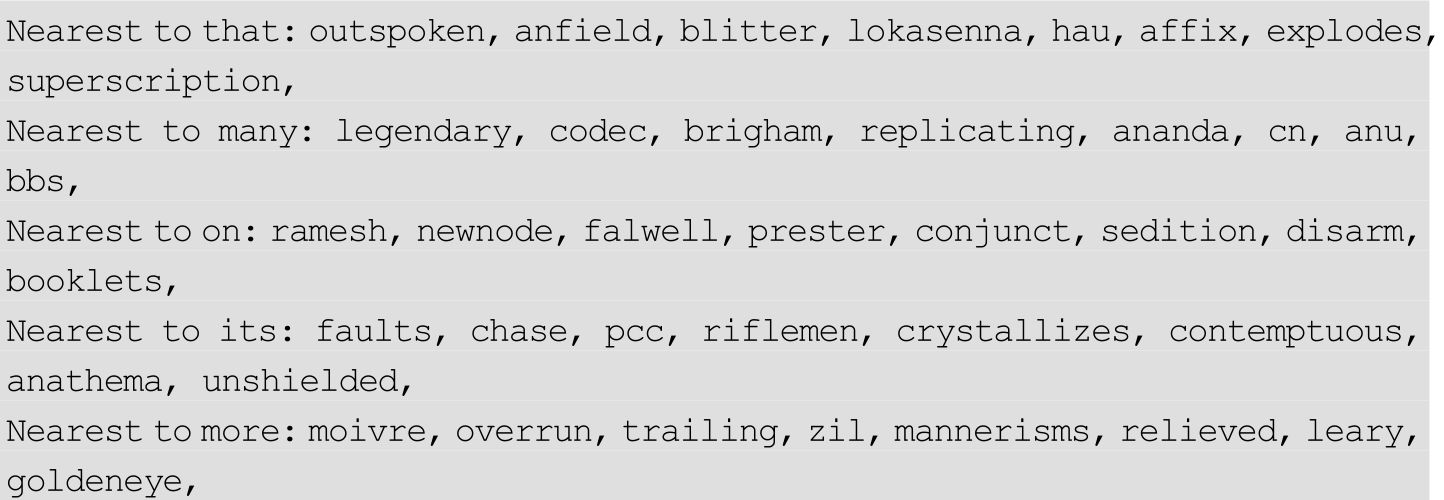 Nearest to that: outspoken, anfield, blitter, lokasenna, hau, affix, explodes,
superscription,
Nearest to many: legendary, codec, brigham, replicating, ananda, cn, anu,
bbs,
Nearest to on: ramesh, newnode, falwell, prester, conjunct, sedition, disarm,
booklets,
Nearest to its: faults, chase, pcc, riflemen, crystallizes, contemptuous,
anathema, unshielded,
Nearest to more: moivre, overrun, trailing, zil, mannerisms, relieved, leary,
goldeneye,